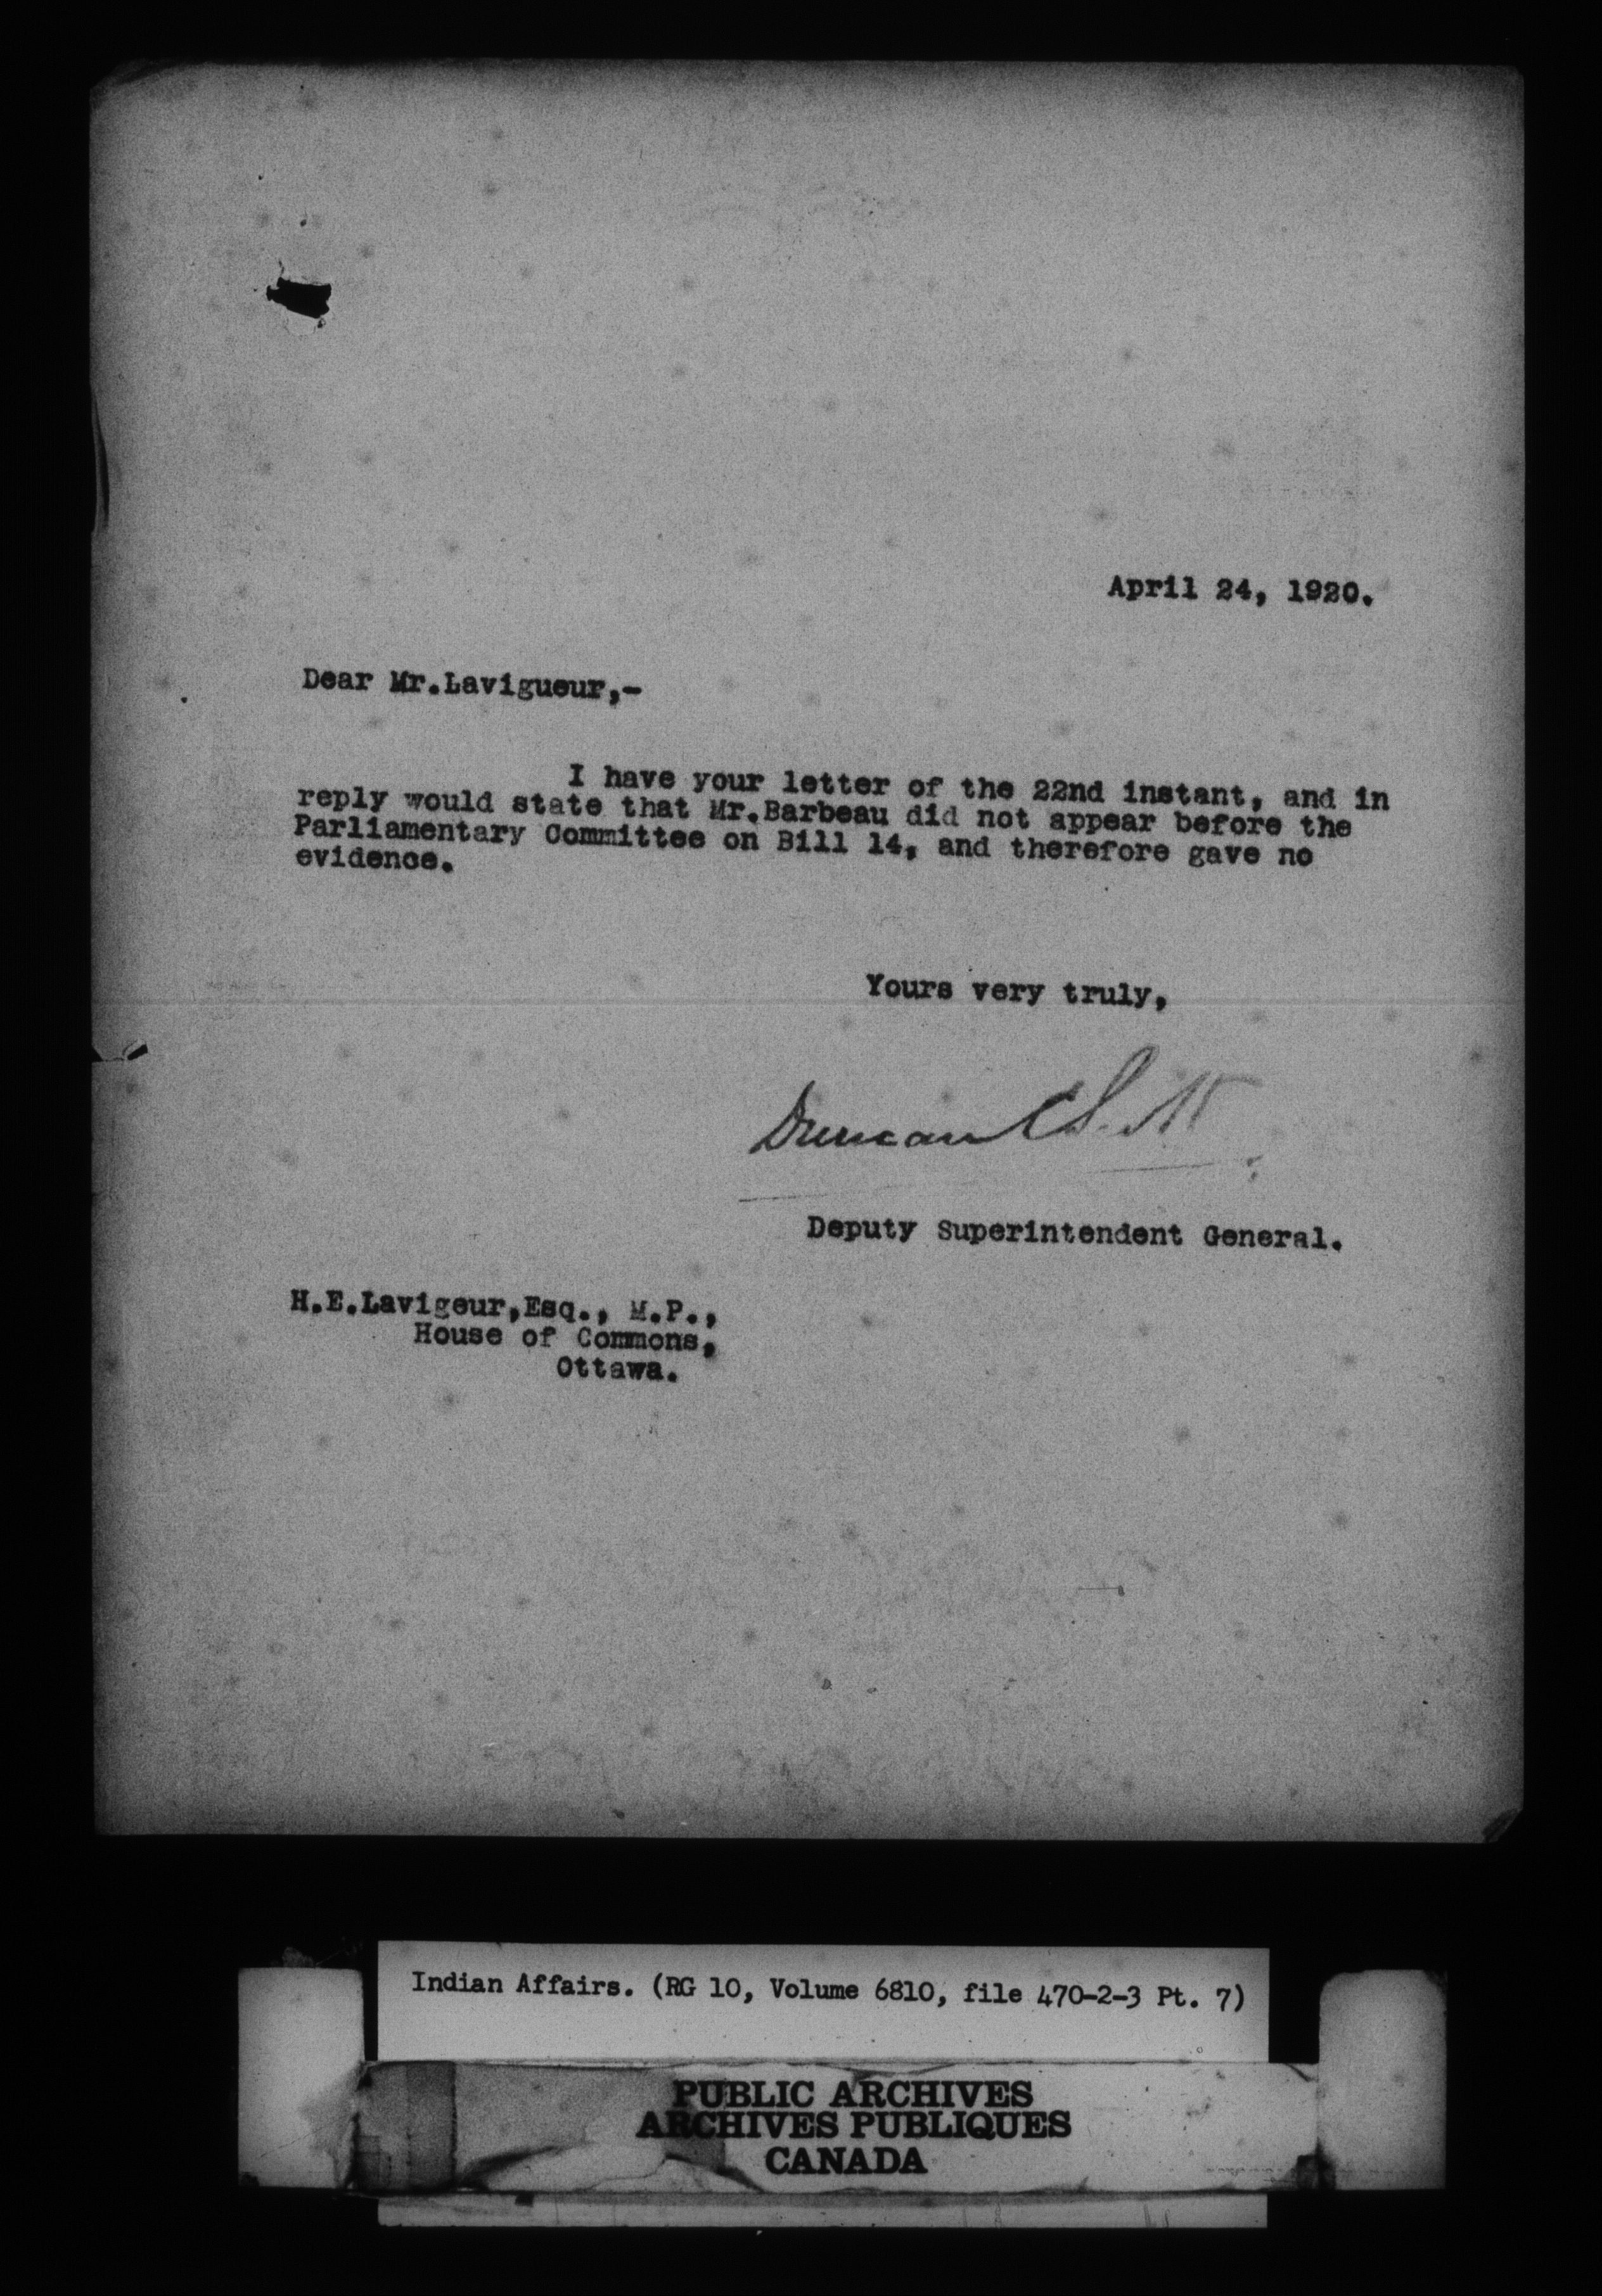 April 24, 1920.
Dear Mr.Lavigueur,-
I have your letter of the 22nd instant, and in
reply would state that Mr.Barbeau did not appear before the
Parliamentary Committee on Bill 14, and therefore gave no
evidence.
Yours very truly,
Duncan C Scott
Deputy Superintendent General.
H.E.Lavigeur,Esq., M.P.,
House of Commons,
Ottawa.
Indian Affairs. (RG 10, Volume 6810, file 470-2-3 Pt. 7)
PUBLIC ARCHIVES
ARCHIVES PUBLIQUES
CANADA